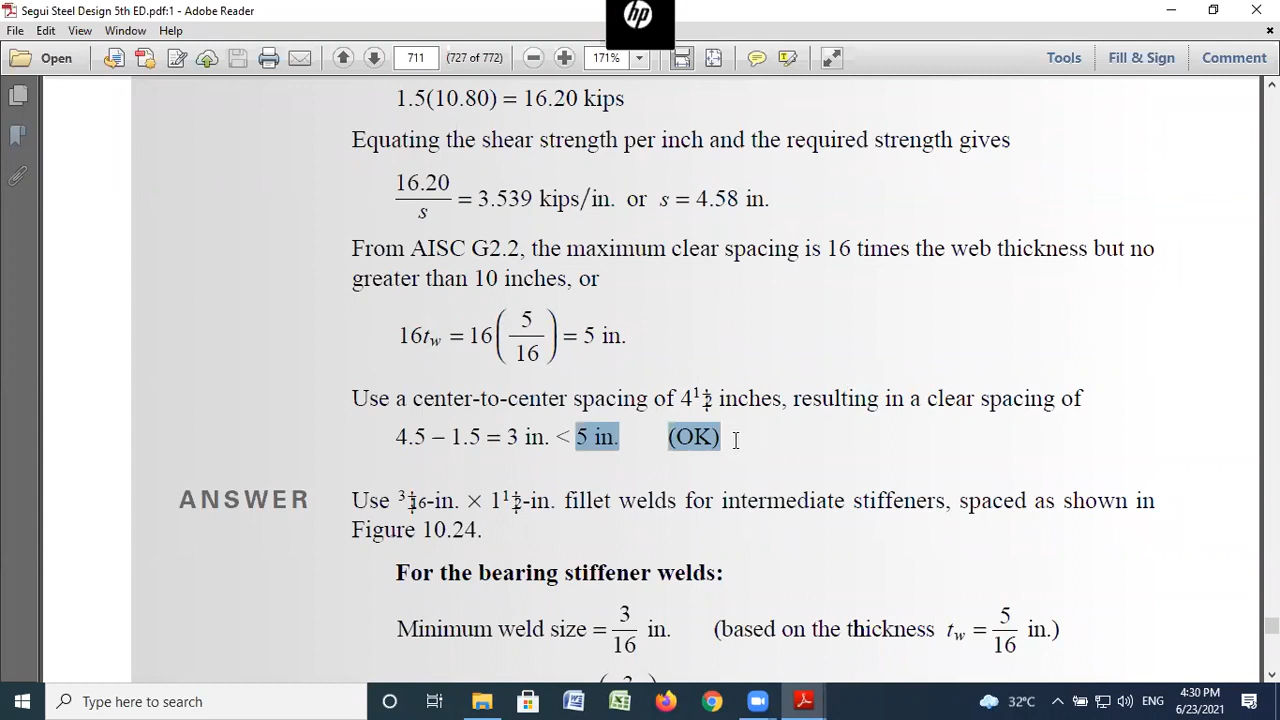 Segui Steel Design 5th ED.pdf:1 - Adobe Reader
hp
File Edit View Window Help
Open 711 (727 of 772) 171% Tools Fill & Sign Comment
1.5(10.80) = 16.20 kips
Equating the shear strength per inch and the required strength gives
16.20/s = 3.539 kips/in. or s = 4.58 in.
From AISC G2.2, the maximum clear spacing is 16 times the web thickness but no
greater than 10 inches, or
16t_w = 16(5/16) = 5 in.
Use a center-to-center spacing of 4 1/2 inches, resulting in a clear spacing of
4.5 – 1.5 = 3 in. < 5 in. (OK)
ANSWER Use 3/16-in. × 1 1/2-in. fillet welds for intermediate stiffeners, spaced as shown in
Figure 10.24.
For the bearing stiffener welds:
Minimum weld size = 3/16 in. (based on the thickness t_w = 5/16 in.)
Type here to search 32°C ENG 4:30 PM
6/23/2021